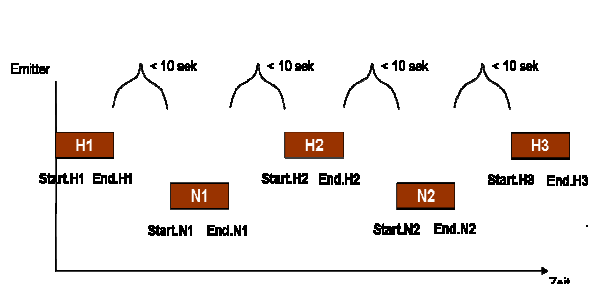 < 10 sek < 10 sek < 10 sek < 10 sek
Emitter
H1 H2 H3
Start.H1 End.H1 Start.H2 End.H2 Start.H3 End.H3
N1 N2
Start.N1 End.N1 Start.N2 End.N2
Zeit